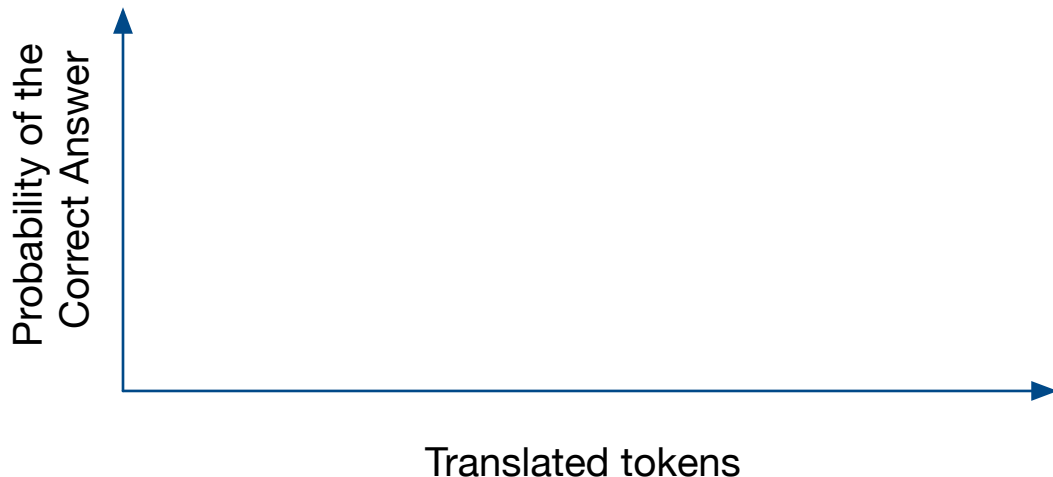 Probability of the
Correct Answer
Translated tokens